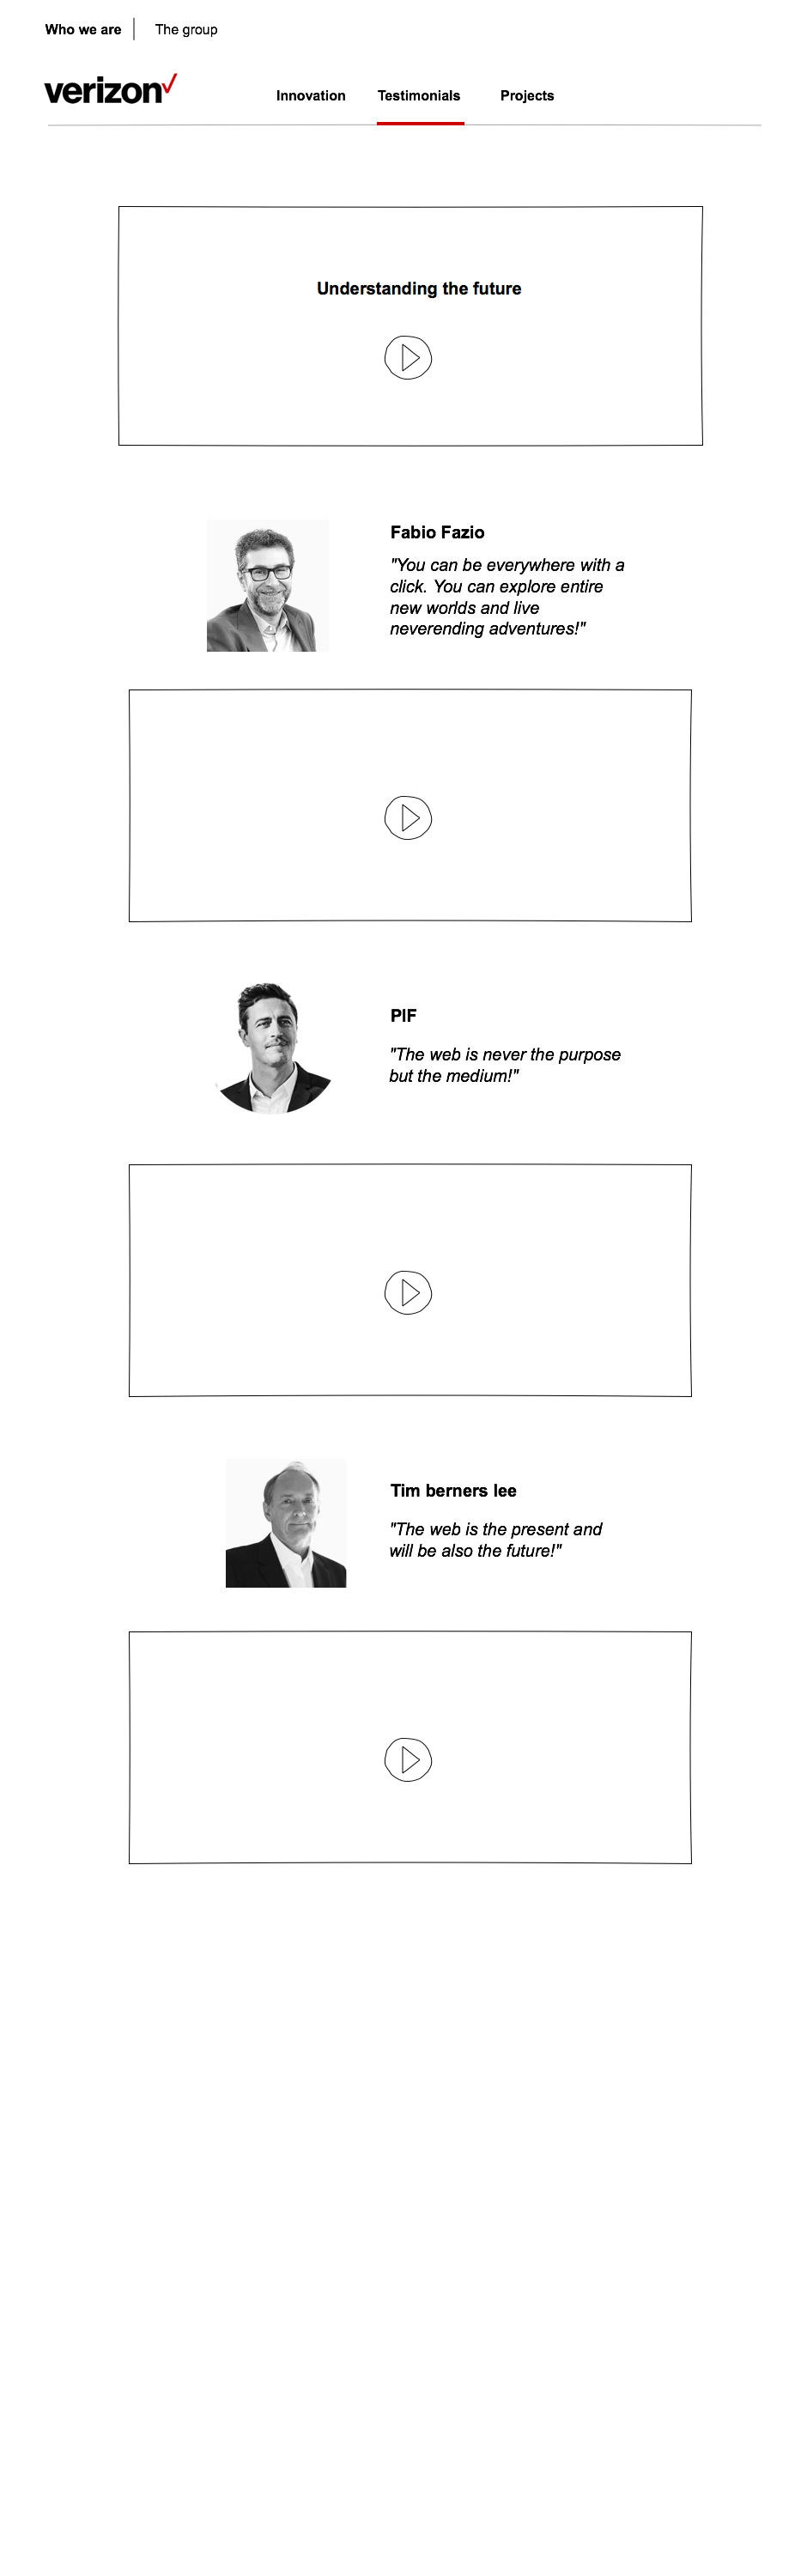 Who we are
The group
verizon
Innovation Testimonials Projects
Understanding the future
Fabio Fazio
"You can be everywhere with a
click. You can explore entire
new worlds and live
neverending adventures!"
PIF
"The web is never the purpose
but the medium!"
Tim berners lee
"The web is the present and
will be also the future!"